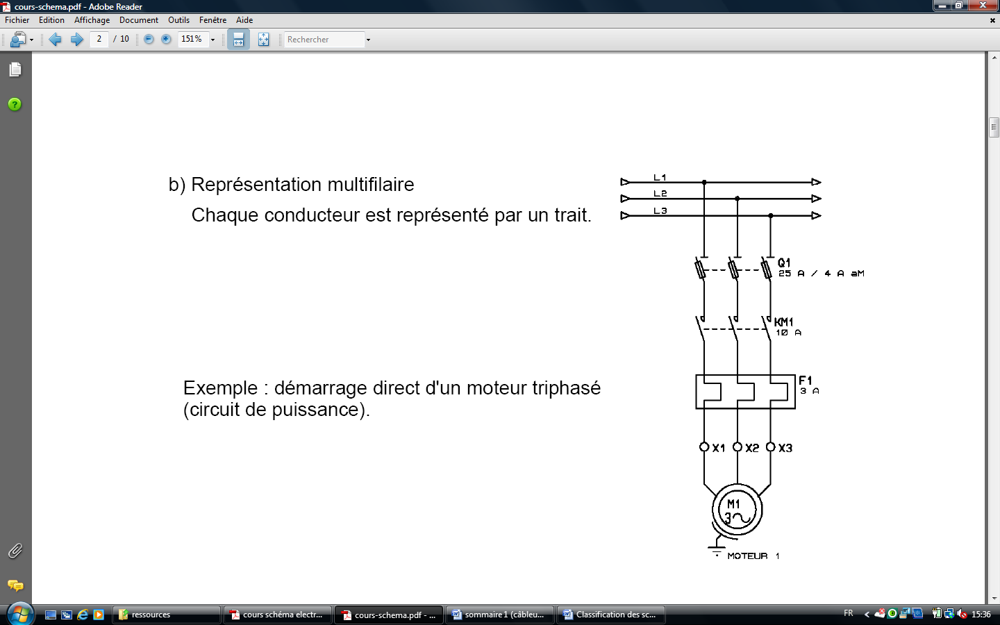 cours-schema.pdf - Adobe Reader
Fichier Edition Affichage Document Outils Fenêtre Aide
2 / 10 151% Rechercher
b) Représentation multifilaire
Chaque conducteur est représenté par un trait.
L1
L2
L3
Q1
25 A / 4 A aM
KM1
10 A
Exemple : démarrage direct d'un moteur triphasé
(circuit de puissance).
F1
3 A
X1 X2 X3
M1
3
MOTEUR 1
ressources cours schéma electr... cours-schema.pdf - ... sommaire 1 (câbleu... Classification des sc... FR 15:36